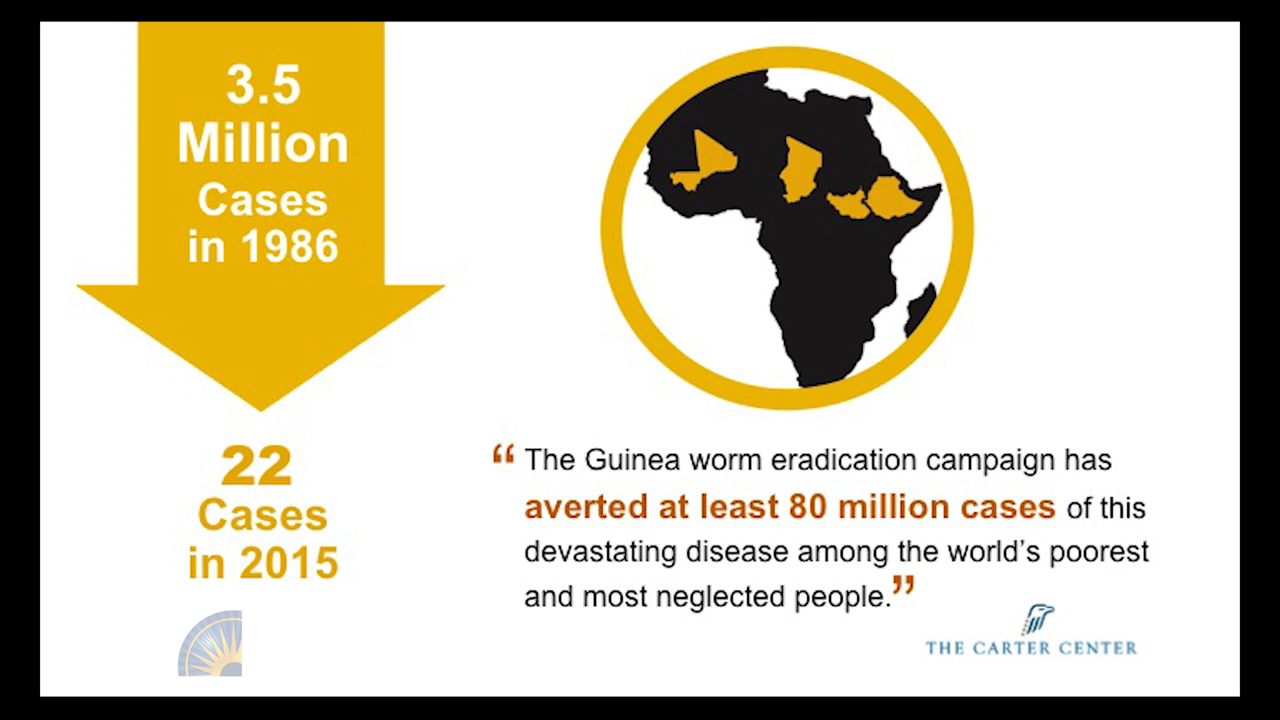 3.5
Million
Cases
in 1986
22
Cases
in 2015
“ The Guinea worm eradication campaign has
averted at least 80 million cases of this
devastating disease among the world’s poorest
and most neglected people.”
THE CARTER CENTER